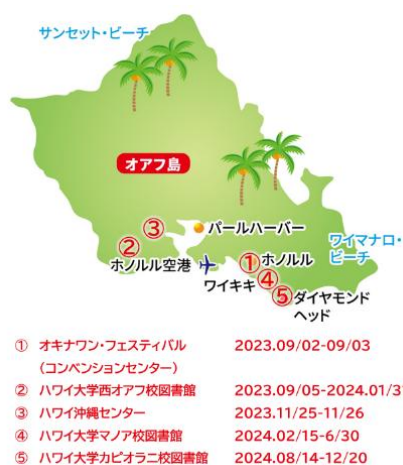 サンセット・ビーチ
オアフ島
③
パールハーバー
②
ワイマナロ・
ビーチ
ホノルル空港
①
ホノルル
ワイキキ
④
⑤
ダイヤモンド
ヘッド
① オキナワン・フェスティバル 2023.09/02-09/03
(コンベンションセンター)
② ハワイ大学西オアフ校図書館 2023.09/05-2024.01/31
③ ハワイ沖縄センター 2023.11/25-11/26
④ ハワイ大学マノア校図書館 2024.02/15-6/30
⑤ ハワイ大学カピオラニ校図書館 2024.08/14-12/20